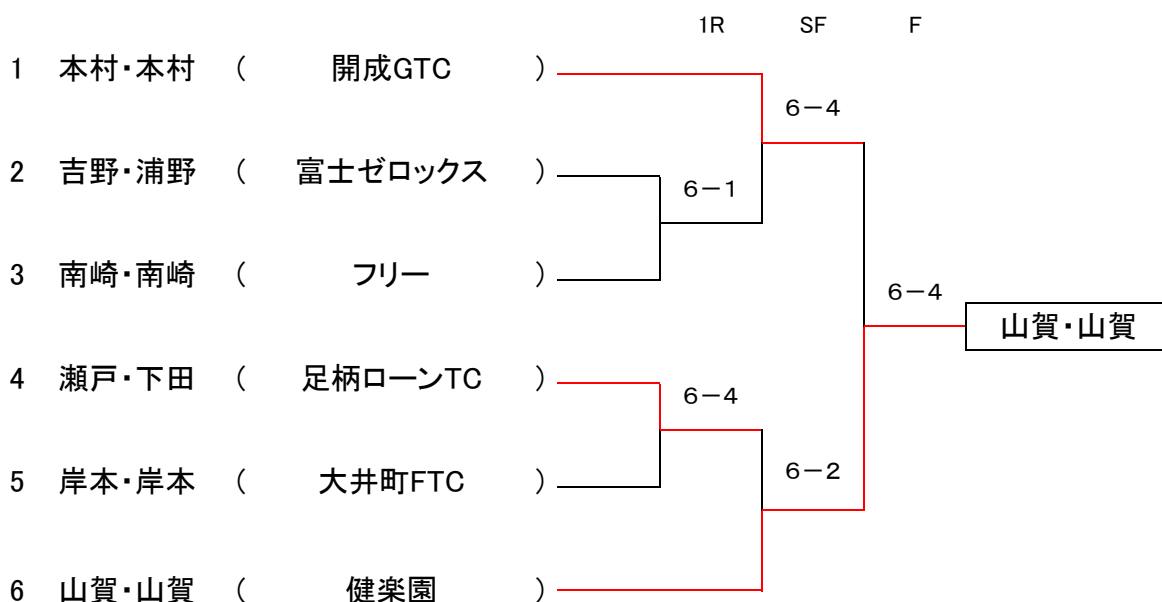 1R SF F
1 本村・本村 ( 開成GTC )
6－4
2 吉野・浦野 ( 富士ゼロックス )
6－1
3 南崎・南崎 ( フリー )
6－4
山賀・山賀
4 瀬戸・下田 ( 足柄ローンTC )
6－4
5 岸本・岸本 ( 大井町FTC )
6－2
6 山賀・山賀 ( 健楽園 )